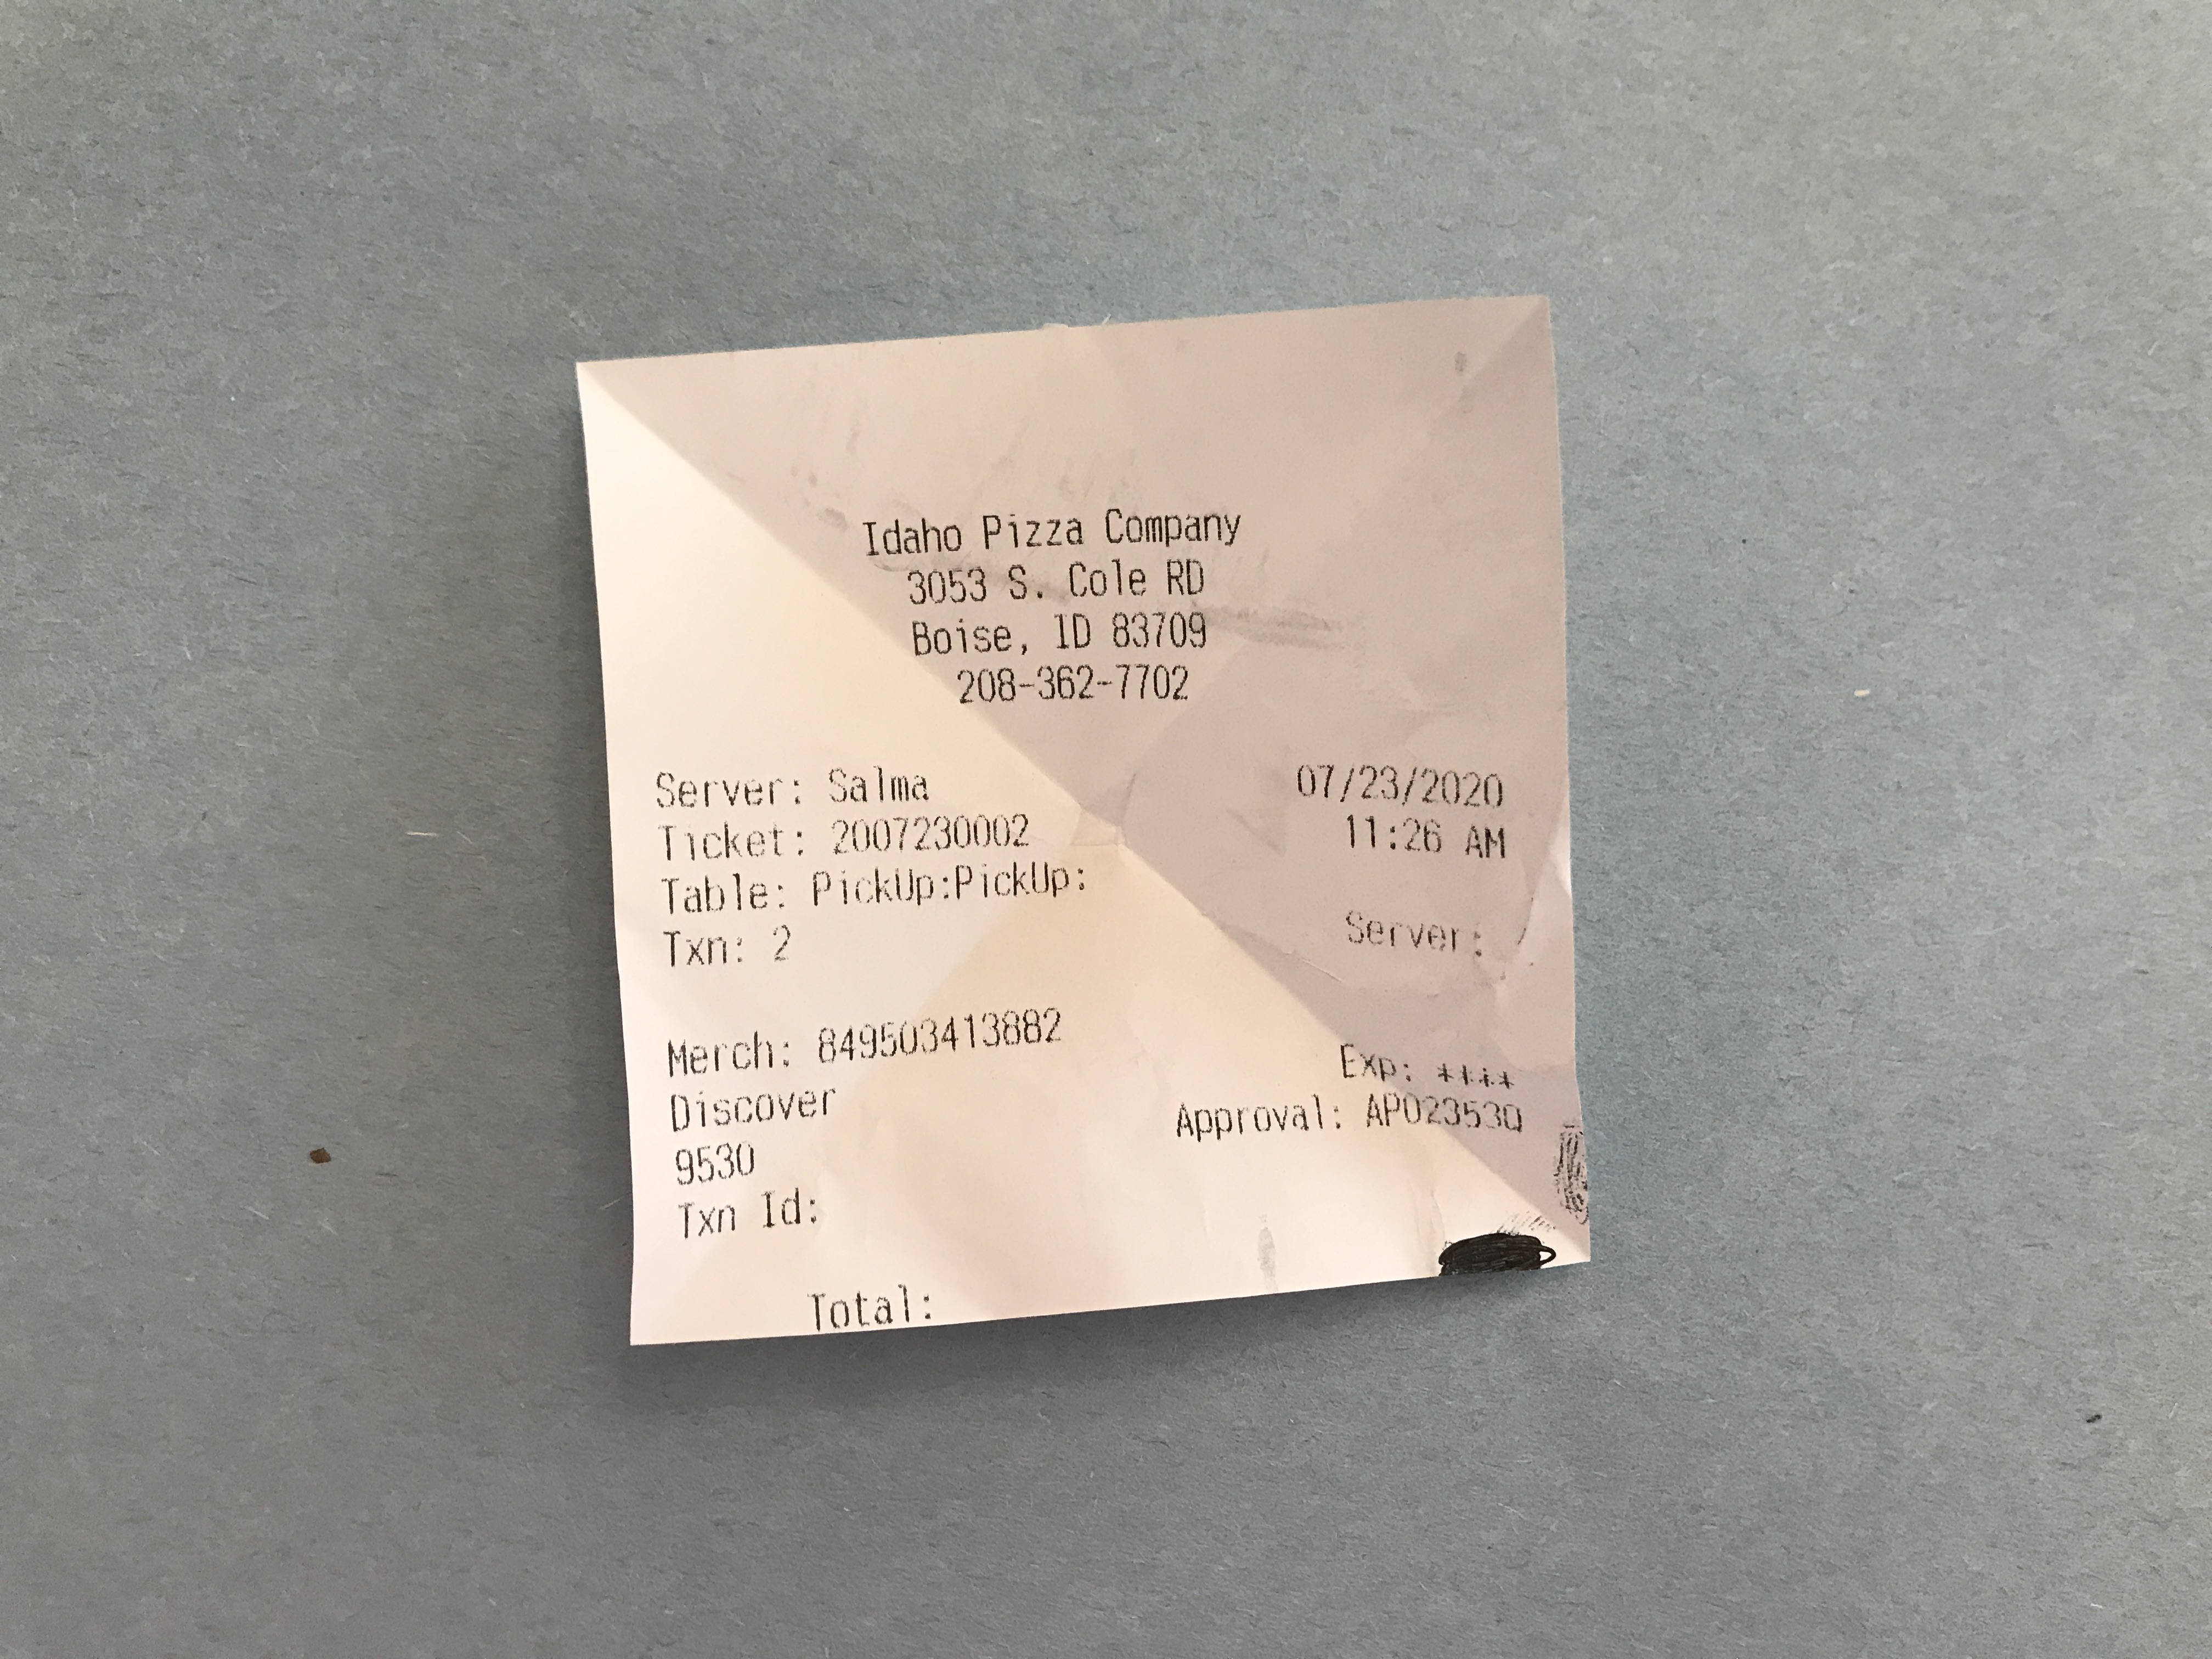 Idaho Pizza Company
3053 S. Cole RD
Boise, ID 83709
208-362-7702
Server: Salma 07/23/2020
Ticket: 2007230002 11:26 AM
Table: PickUp:PickUp:
Txn: 2 Server:
Merch: 849503413882 Exp: ****
Discover
9530 Approval: AP023530
Txn Id:
Total: